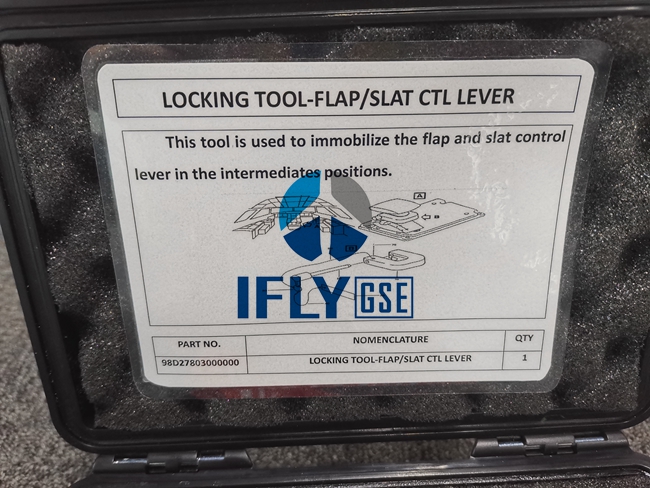 LOCKING TOOL-FLAP/SLAT CTL LEVER
This tool is used to immobilize the flap and slat control
lever in the intermediates positions.
A
B
IFLY GSE
PART NO. NOMENCLATURE QTY
98D27803000000 LOCKING TOOL-FLAP/SLAT CTL LEVER 1